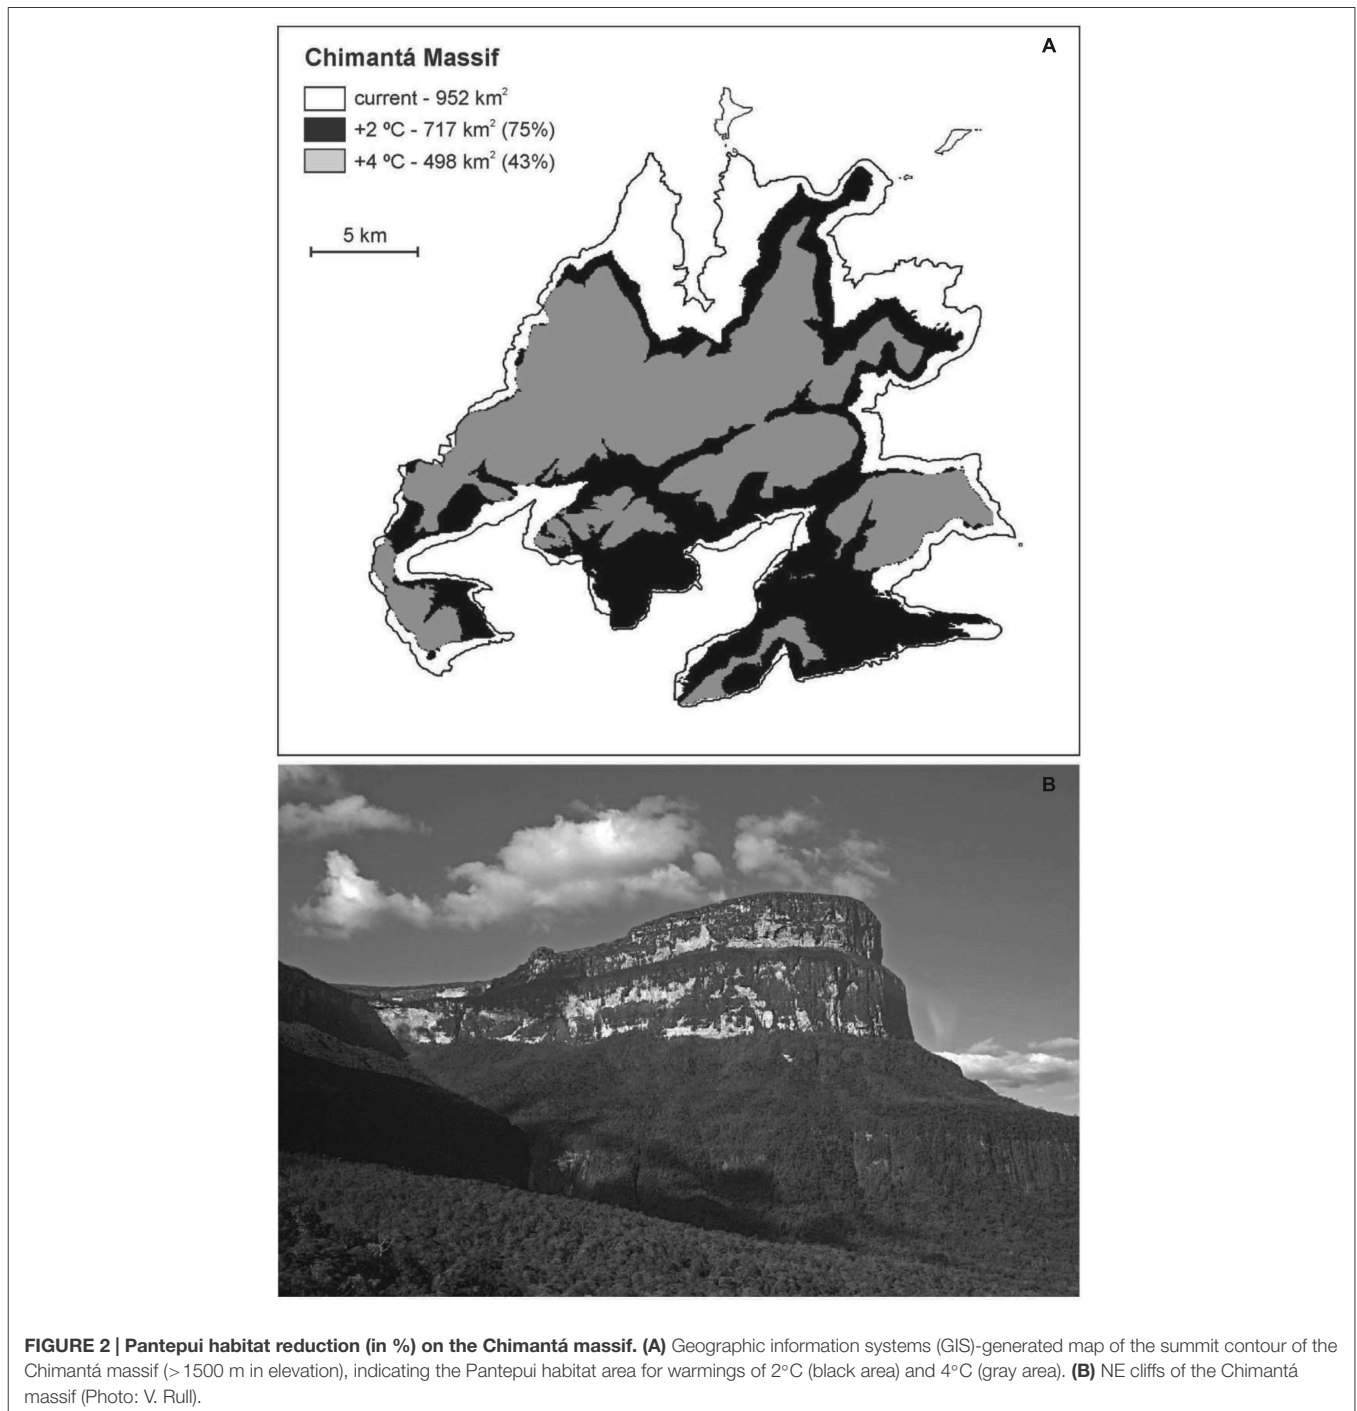 A
Chimantá Massif
current - 952 km²
+2 ºC - 717 km² (75%)
+4 ºC - 498 km² (43%)
5 km
B
FIGURE 2 | Pantepui habitat reduction (in %) on the Chimantá massif. (A) Geographic information systems (GIS)-generated map of the summit contour of the
Chimantá massif (>1500 m in elevation), indicating the Pantepui habitat area for warmings of 2°C (black area) and 4°C (gray area). (B) NE cliffs of the Chimantá
massif (Photo: V. Rull).